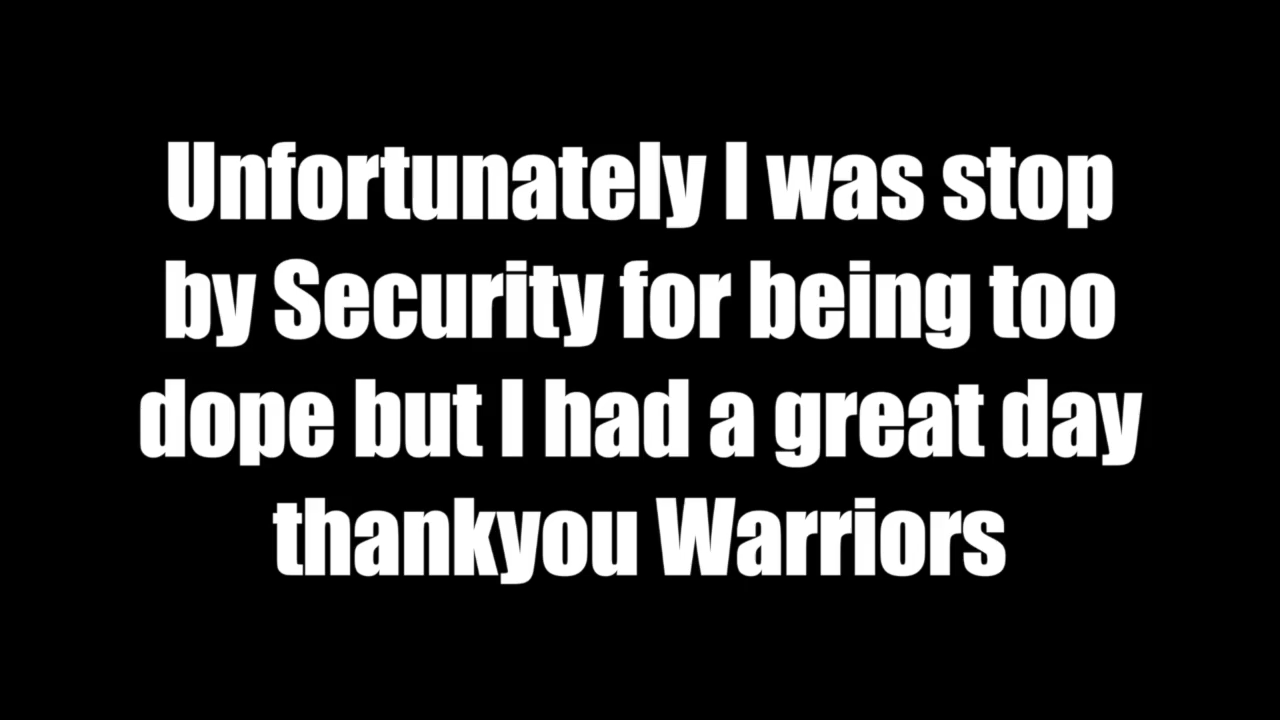 Unfortunately I was stop
by Security for being too
dope but I had a great day
thankyou Warriors